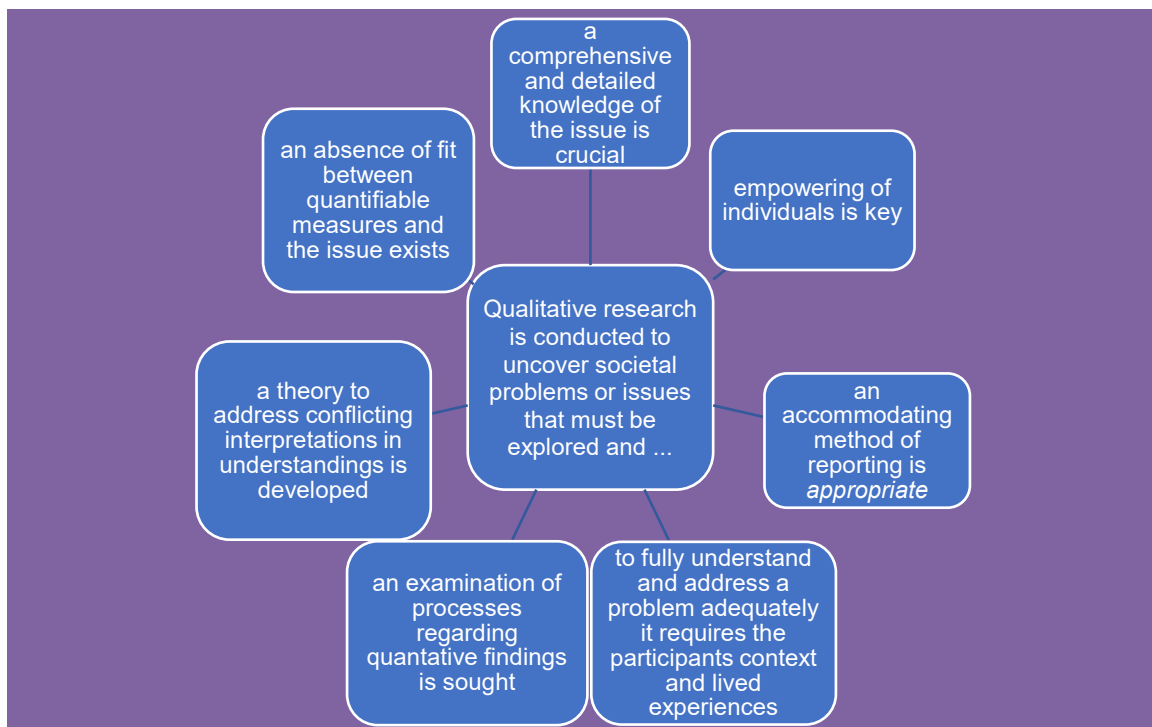 a
comprehensive
and detailed
knowledge of
the issue is
crucial
empowering of
individuals is key
an
accommodating
method of
reporting is
appropriate
to fully understand
and address a
problem adequately
it requires the
participants context
and lived
experiences
an examination of
processes
regarding
quantative findings
is sought
a theory to
address conflicting
interpretations in
understandings is
developed
an absence of fit
between
quantifiable
measures and
the issue exists
Qualitative research
is conducted to
uncover societal
problems or issues
that must be
explored and ...